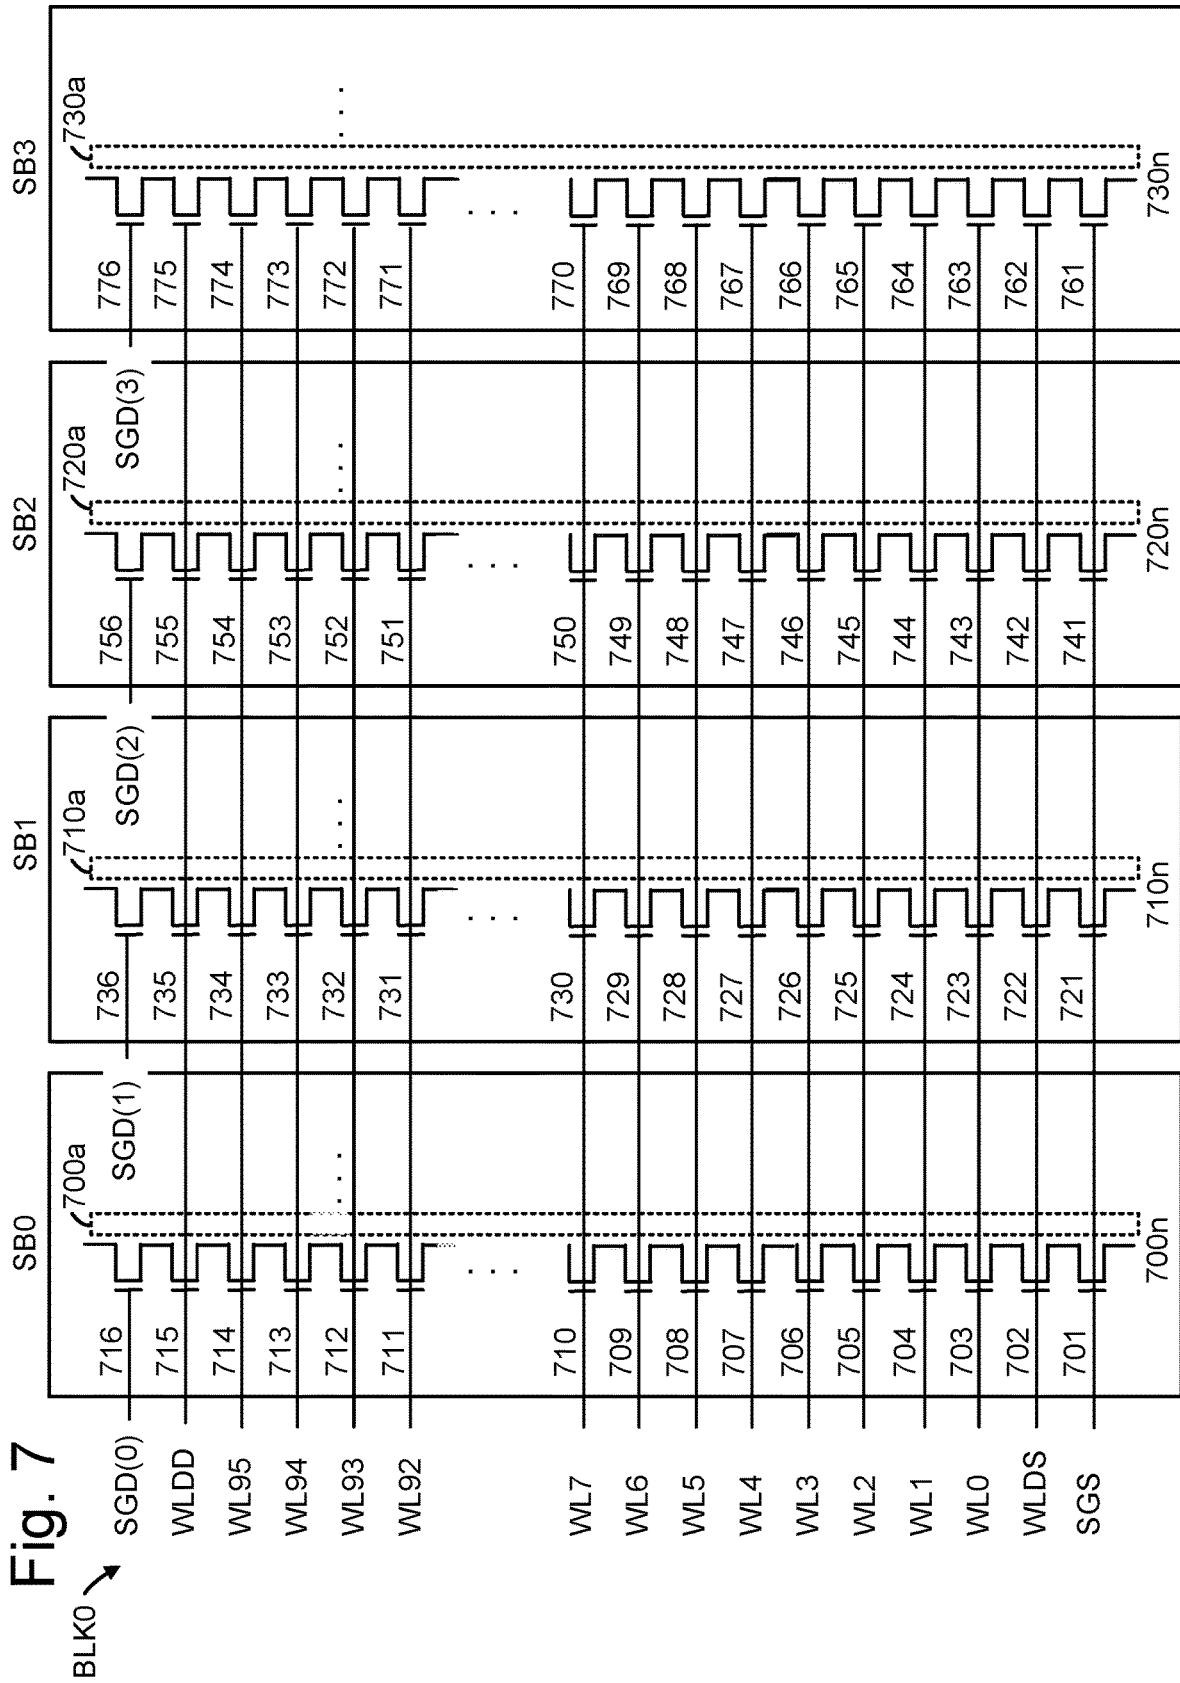 Fig. 7
BLK0
SB0 SB1 SB2 SB3
700a 710a 720a 730a
SGD(0) 716 SGD(1) 736 SGD(2) 756 SGD(3) 776
WLDD 715 735 755 775
WL95 714 734 754 774
WL94 713 733 753 773
WL93 712 . . . 732 . . . 752 . . . 772 . . .
WL92 711 731 751 771
. . . . . . . . . . . .
WL7 710 730 750 770
WL6 709 729 749 769
WL5 708 728 748 768
WL4 707 727 747 767
WL3 706 726 746 766
WL2 705 725 745 765
WL1 704 724 744 764
WL0 703 723 743 763
WLDS 702 722 742 762
SGS 701 721 741 761
700n 710n 720n 730n